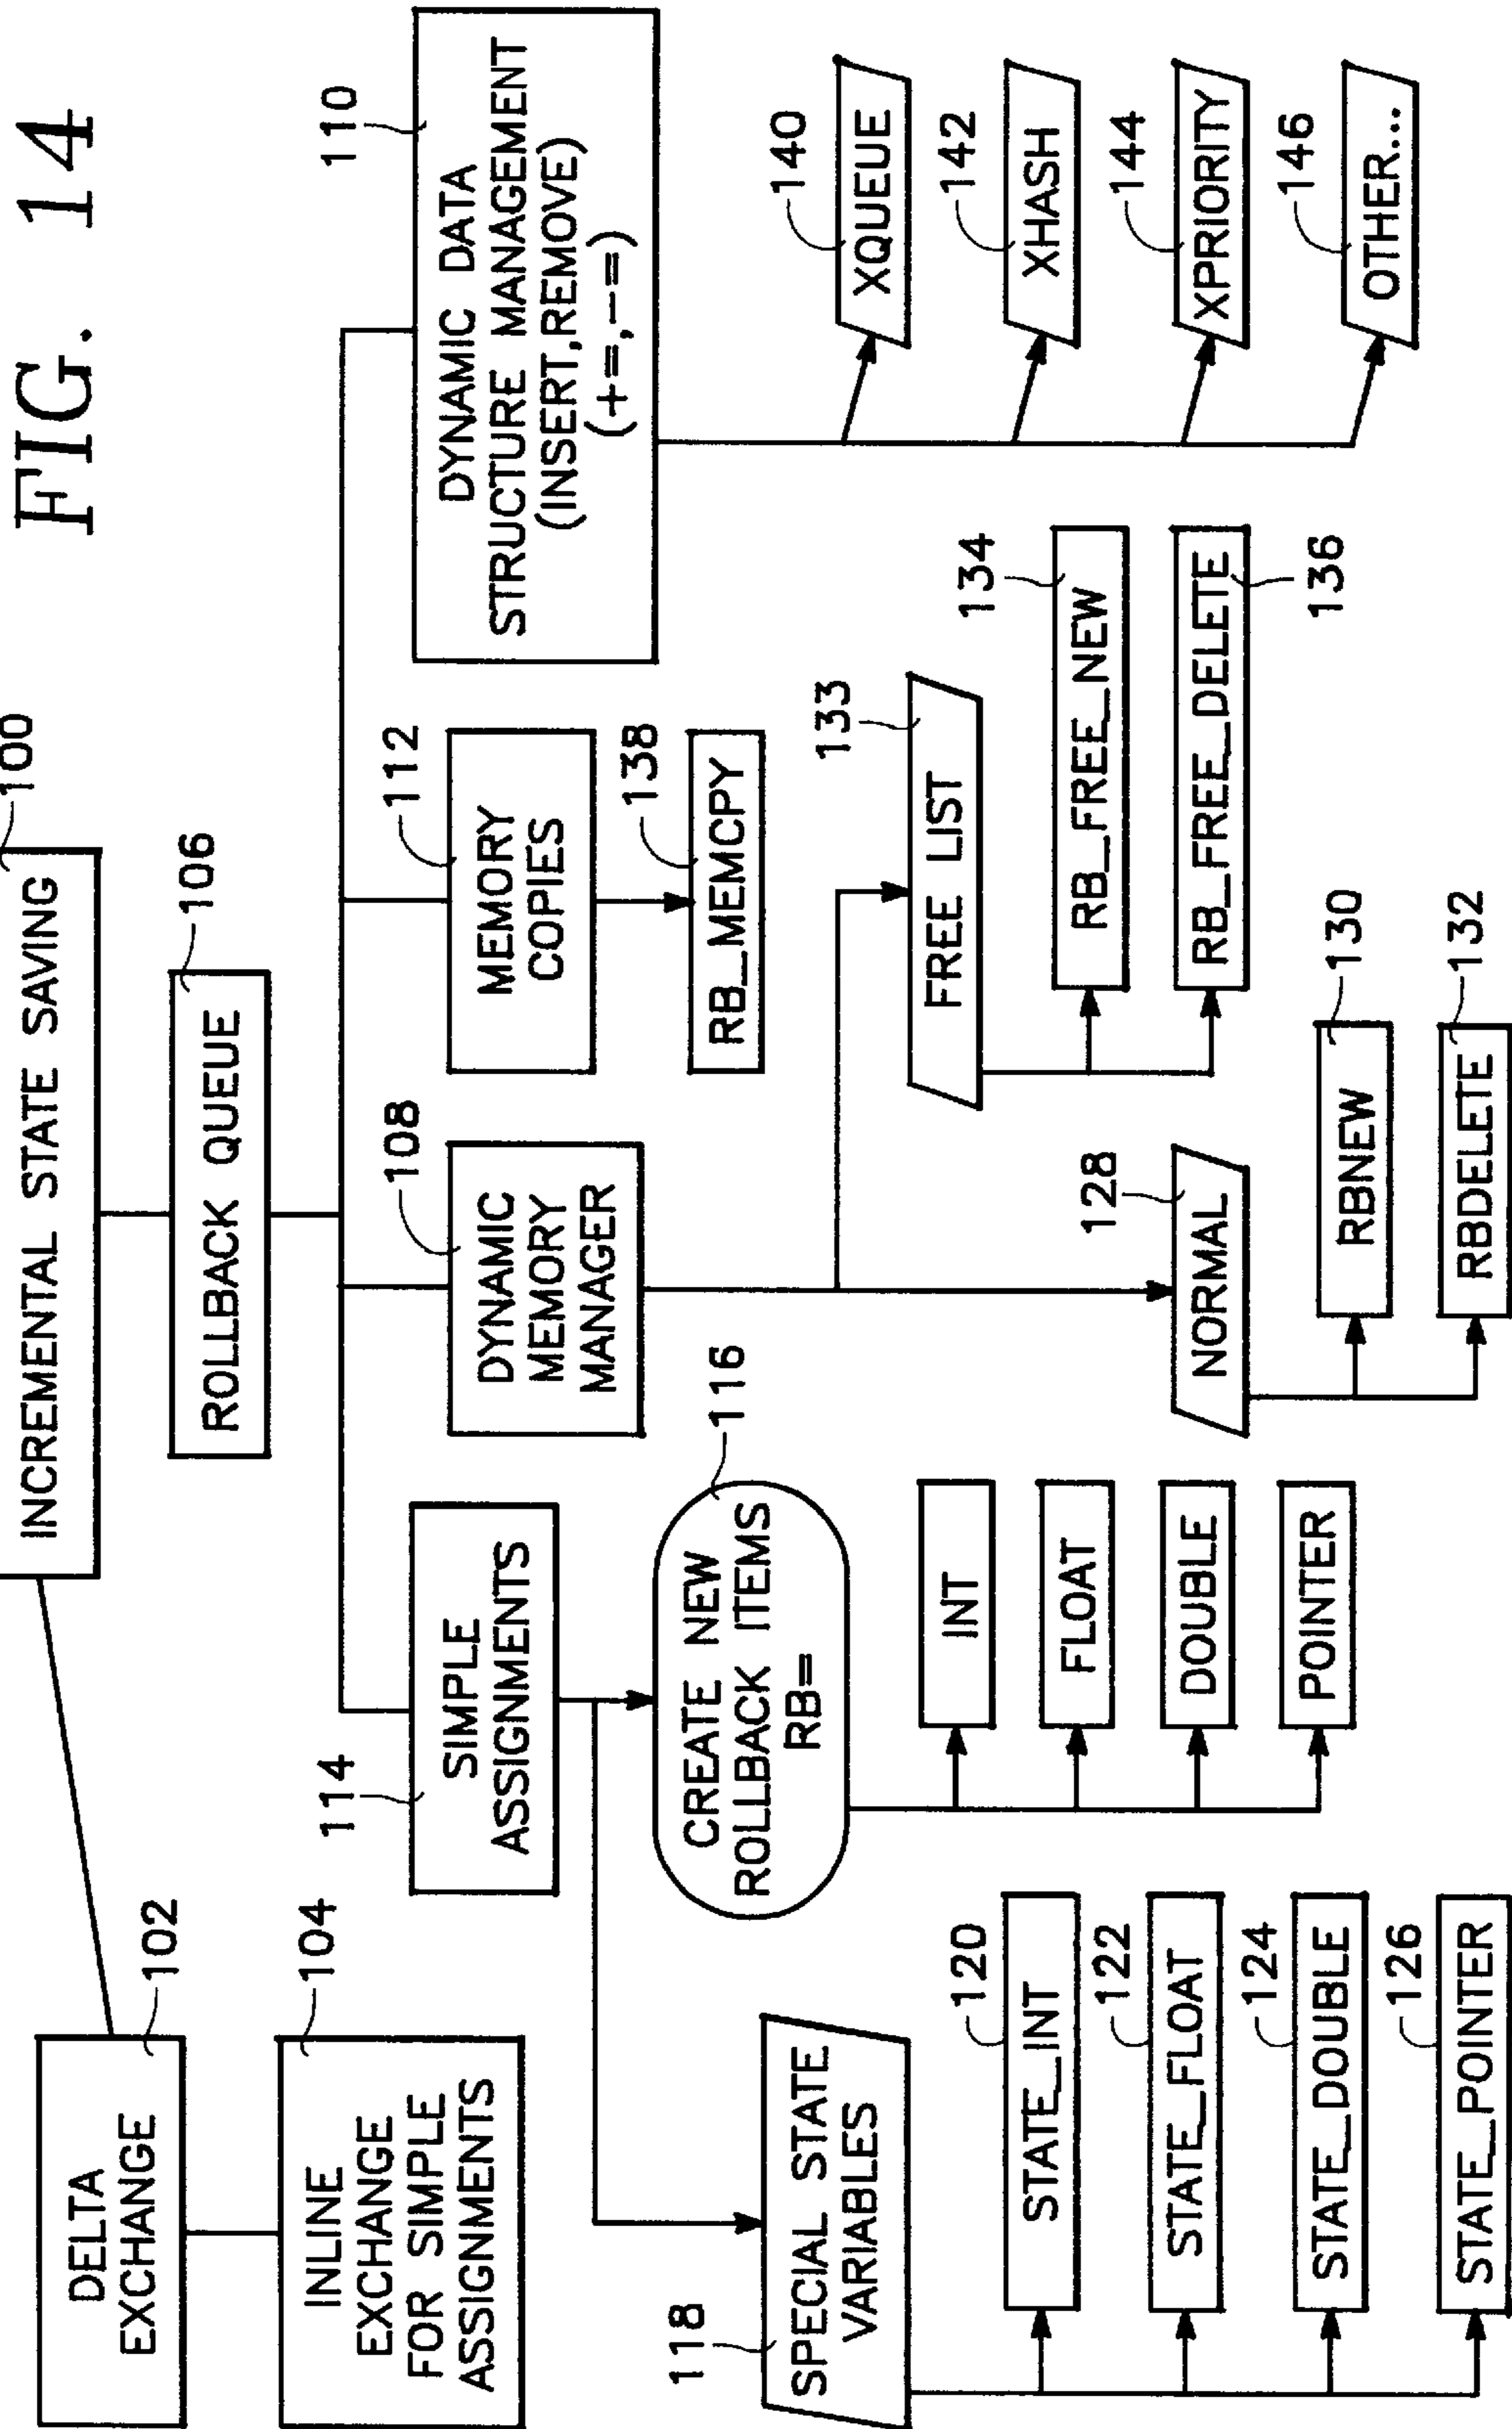 FIG. 14
100
INCREMENTAL STATE SAVING
DELTA
EXCHANGE
102
ROLLBACK QUEUE
106
INLINE
EXCHANGE
FOR SIMPLE
ASSIGNMENTS
104
114
SIMPLE
ASSIGNMENTS
DYNAMIC
MEMORY
MANAGER
108
MEMORY
COPIES
112
DYNAMIC DATA
STRUCTURE MANAGEMENT
(INSERT,REMOVE)
(+=,-=)
110
118
SPECIAL STATE
VARIABLES
STATE_INT
120
STATE_FLOAT
122
STATE_DOUBLE
124
STATE_POINTER
126
CREATE NEW
ROLLBACK ITEMS
RB=
116
INT
FLOAT
DOUBLE
POINTER
NORMAL
128
RBNEW
130
RBDELETE
132
RB_MEMCPY
138
FREE LIST
133
RB_FREE_NEW
134
RB_FREE_DELETE
136
XQUEUE
140
XHASH
142
XPRIORITY
144
OTHER...
146